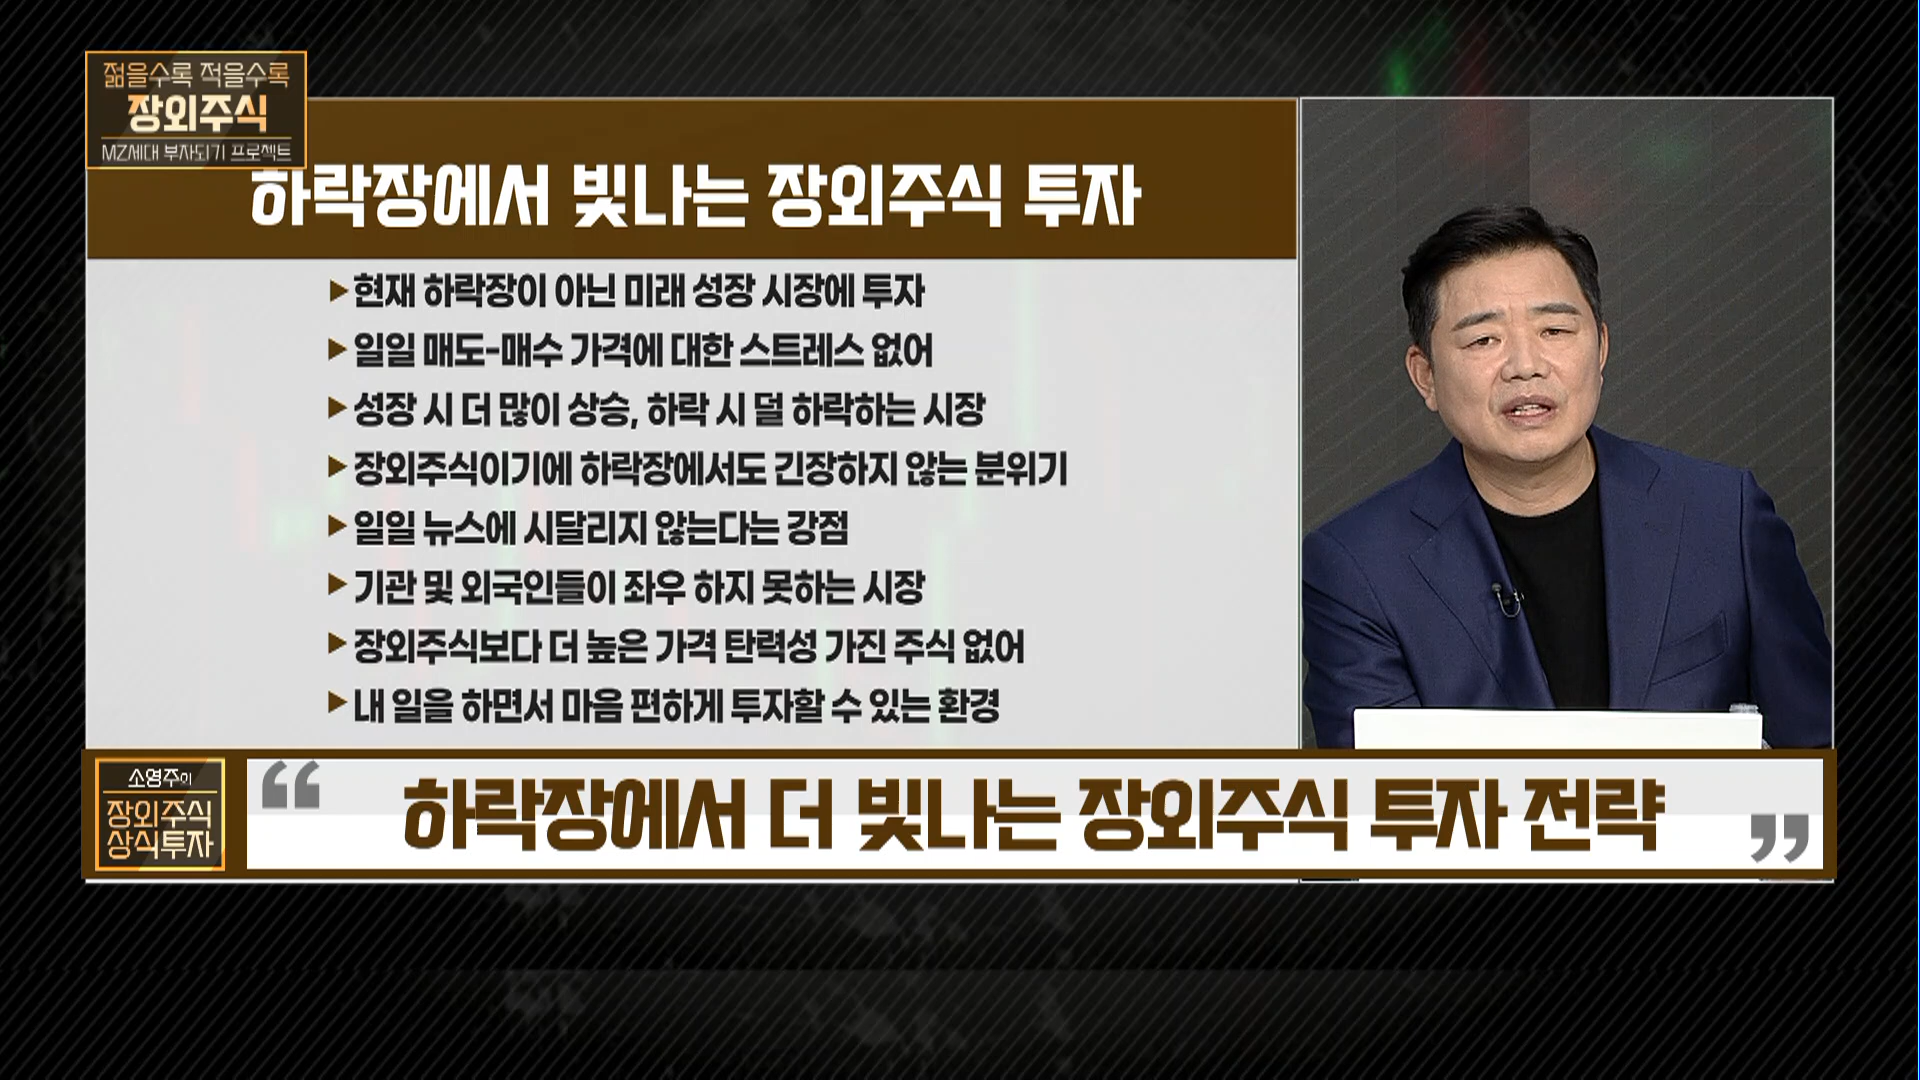 젊을수록 적을수록
장외주식
MZ세대 부자되기 프로젝트
하락장에서 빛나는 장외주식 투자
▶현재 하락장이 아닌 미래 성장 시장에 투자
▶일일 매도-매수 가격에 대한 스트레스 없어
▶성장 시 더 많이 상승, 하락 시 덜 하락하는 시장
▶장외주식이기에 하락장에서도 긴장하지 않는 분위기
▶일일 뉴스에 시달리지 않는다는 강점
▶기관 및 외국인들이 좌우 하지 못하는 시장
▶장외주식보다 더 높은 가격 탄력성 가진 주식 없어
▶내 일을 하면서 마음 편하게 투자할 수 있는 환경
소영주의
장외주식
상식투자
“하락장에서 더 빛나는 장외주식 투자 전략”